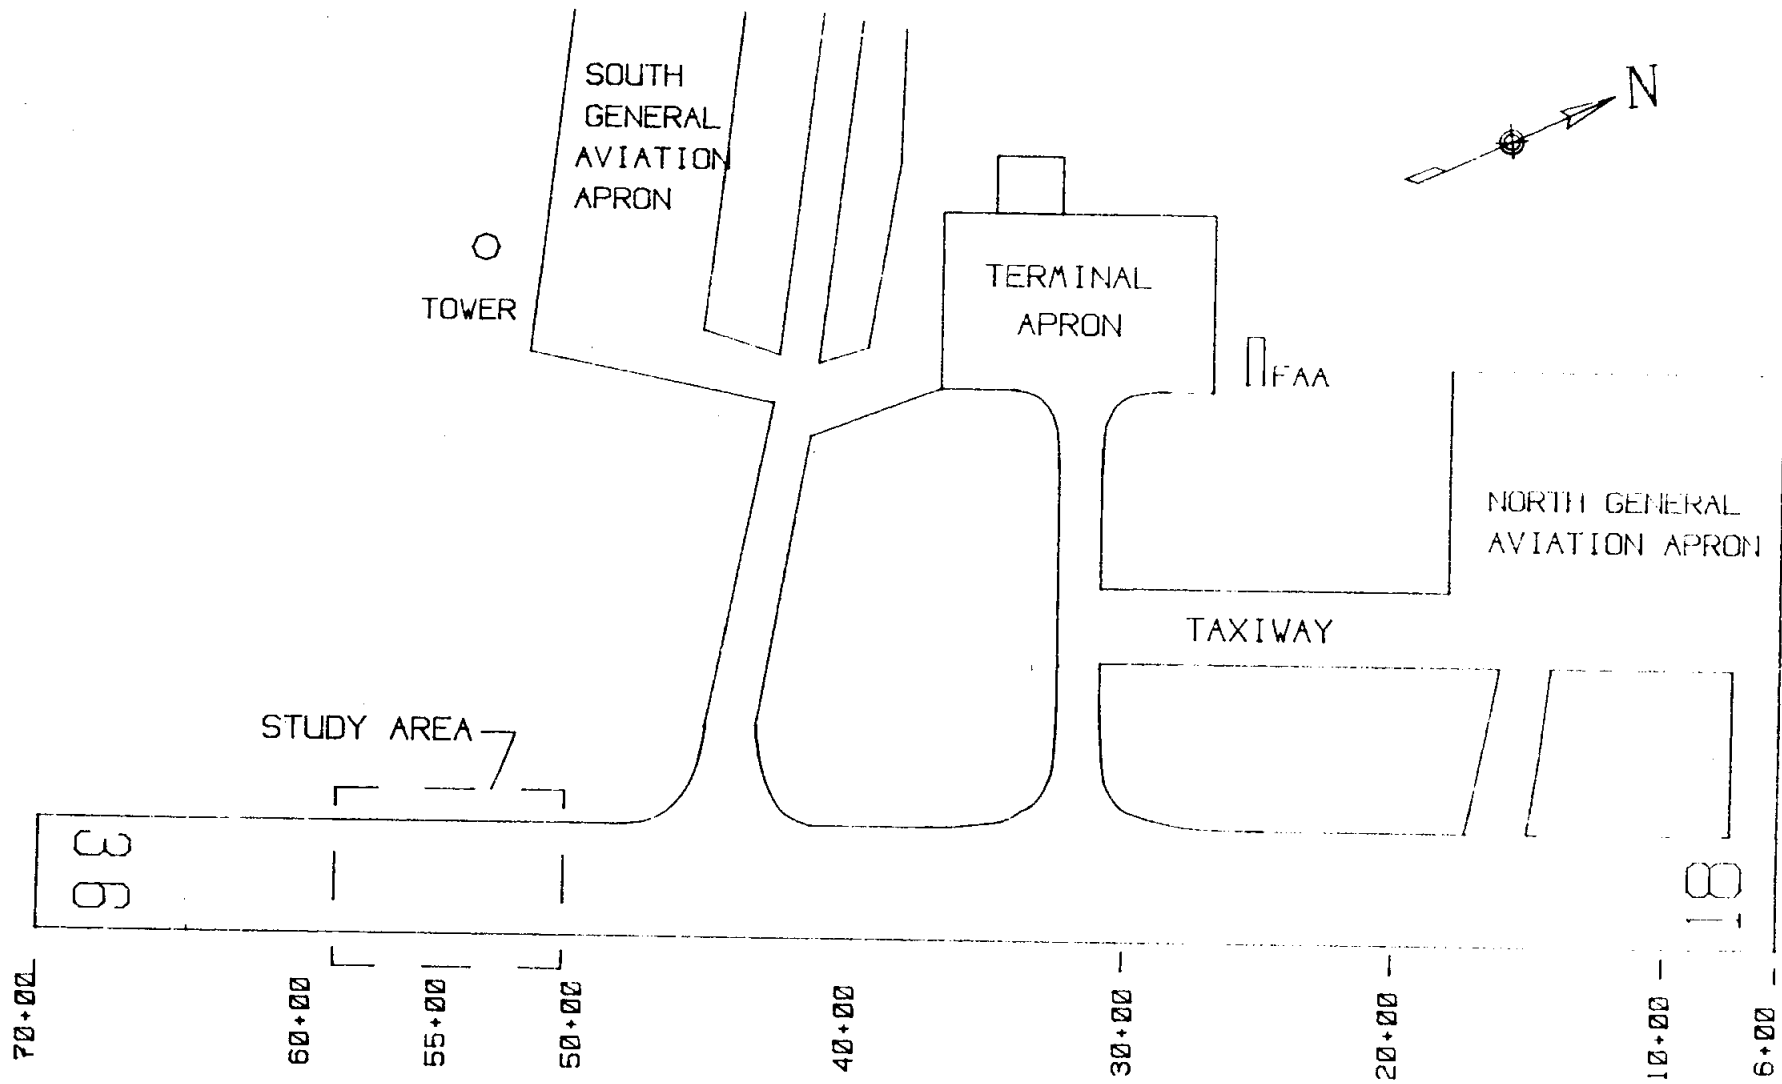 SOUTH
GENERAL
AVIATION
APRON
N
TOWER
TERMINAL
APRON
FAA
NORTH GENERAL
AVIATION APRON
TAXIWAY
STUDY AREA
36
18
70+00
60+00
55+00
50+00
40+00
30+00
20+00
10+00
6+00